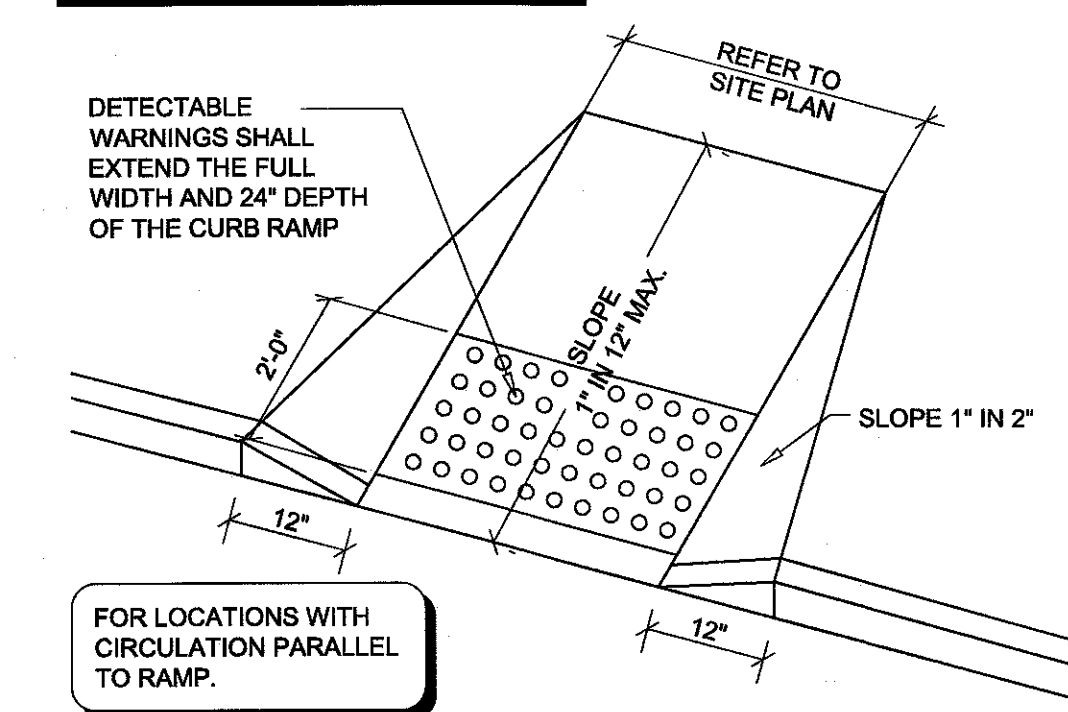 REFER TO
SITE PLAN
DETECTABLE
WARNINGS SHALL
EXTEND THE FULL
WIDTH AND 24" DEPTH
OF THE CURB RAMP
SLOPE
1" IN 12" MAX.
2'-0"
SLOPE 1" IN 2"
12"
12"
FOR LOCATIONS WITH
CIRCULATION PARALLEL
TO RAMP.